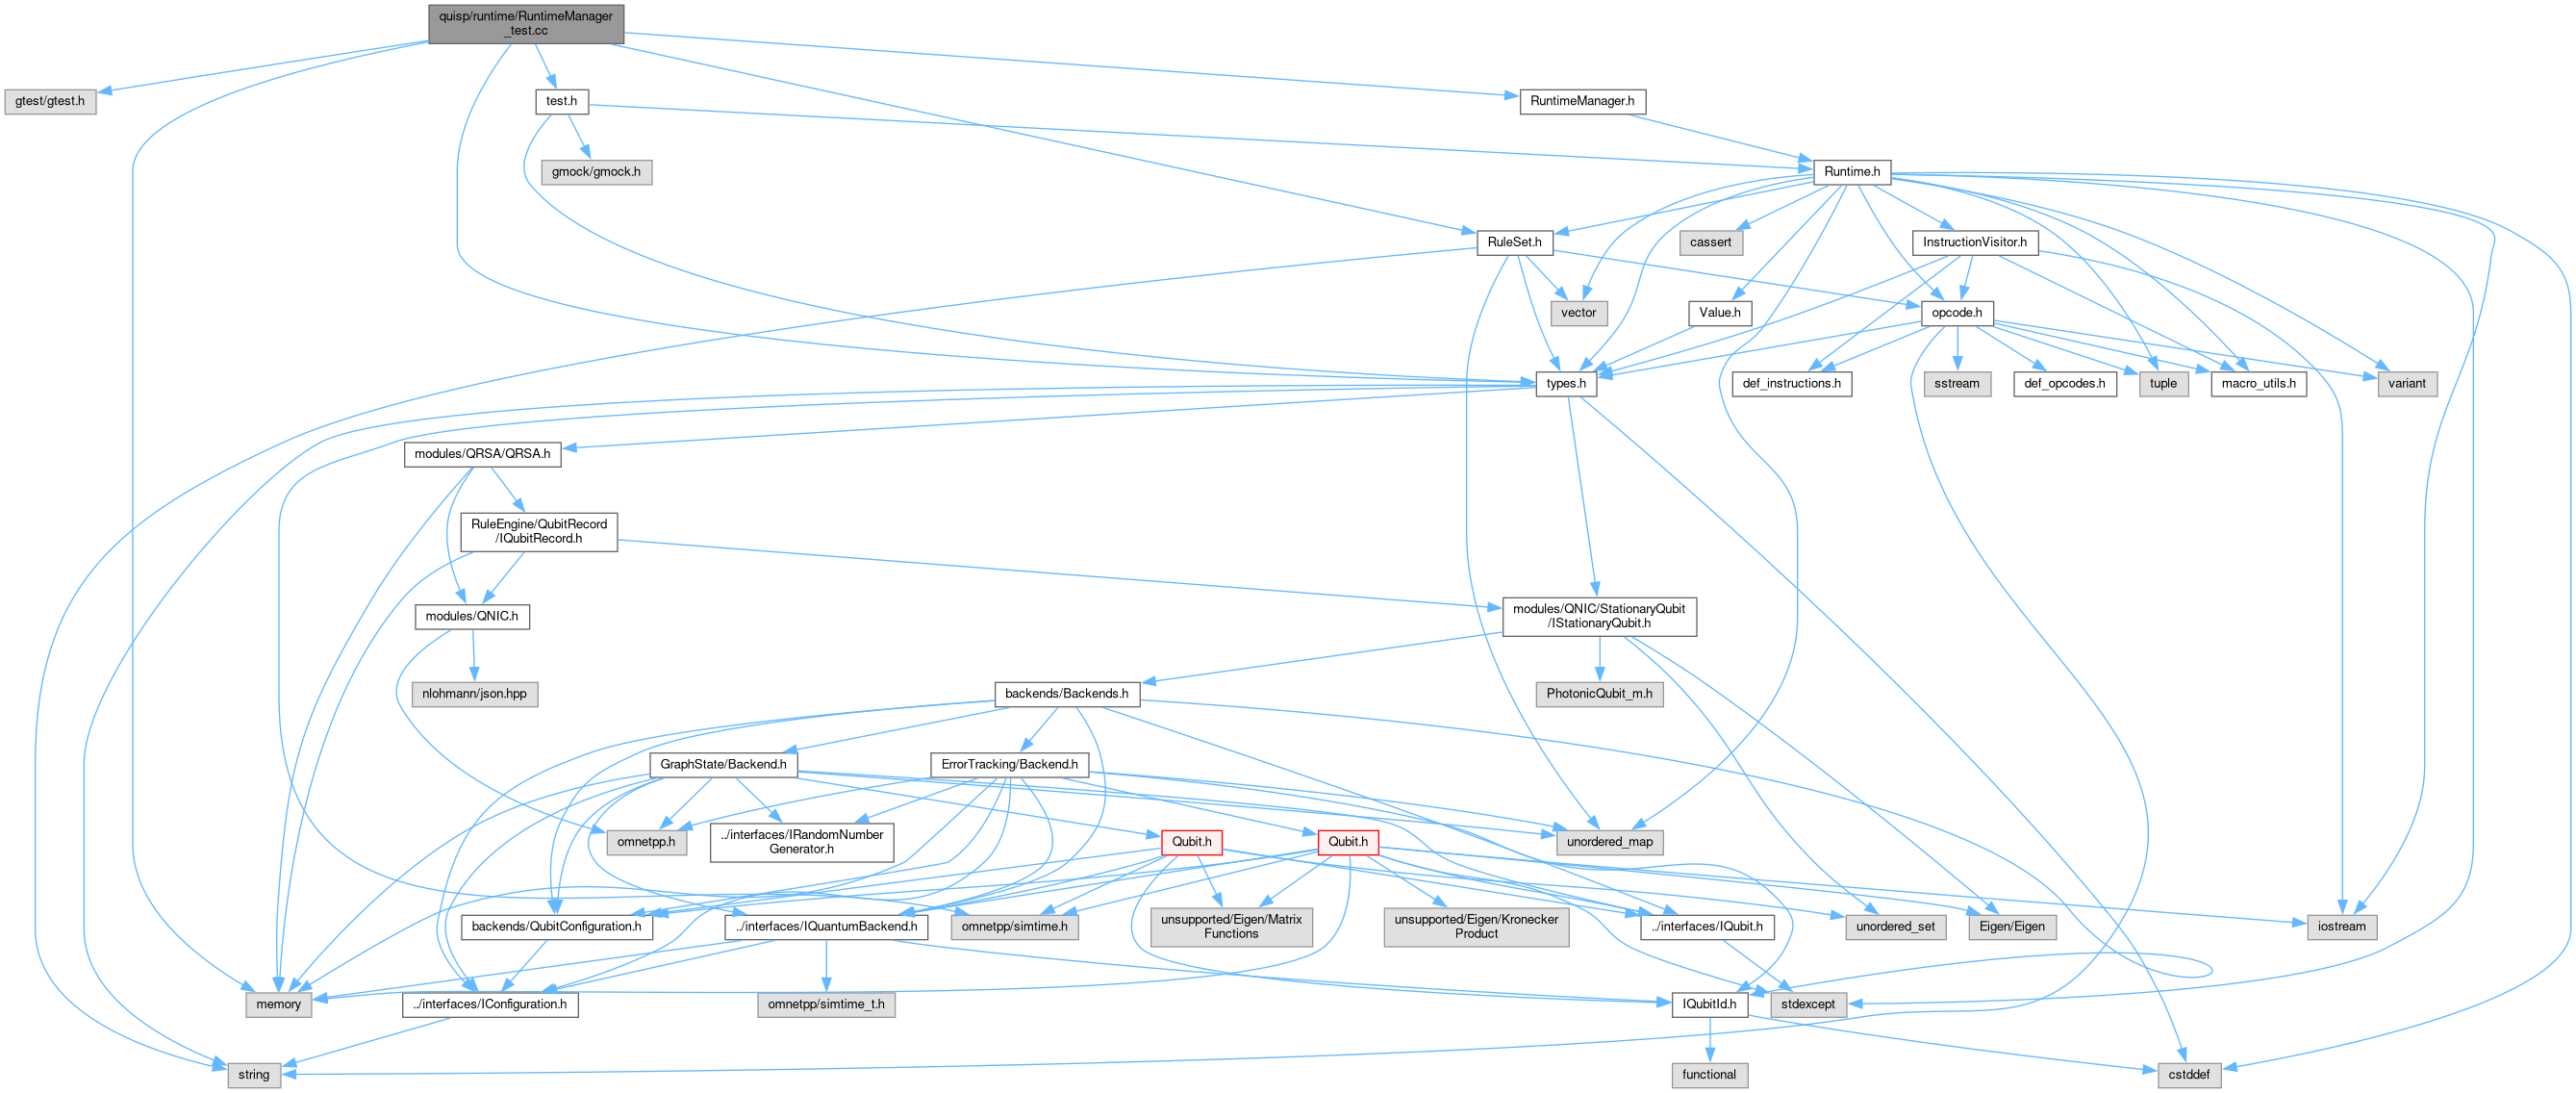 quisp/runtime/RuntimeManager
_test.cc
gtest/gtest.h
test.h
RuntimeManager.h
gmock/gmock.h
Runtime.h
RuleSet.h
cassert
InstructionVisitor.h
vector
Value.h
opcode.h
types.h
def_instructions.h
sstream
def_opcodes.h
tuple
macro_utils.h
variant
modules/QRSA/QRSA.h
RuleEngine/QubitRecord
/IQubitRecord.h
modules/QNIC.h
modules/QNIC/StationaryQubit
/IStationaryQubit.h
nlohmann/json.hpp
backends/Backends.h
PhotonicQubit_m.h
GraphState/Backend.h
ErrorTracking/Backend.h
omnetpp.h
../interfaces/IRandomNumber
Generator.h
Qubit.h
Qubit.h
unordered_map
backends/QubitConfiguration.h
../interfaces/IQuantumBackend.h
omnetpp/simtime.h
unsupported/Eigen/Matrix
Functions
unsupported/Eigen/Kronecker
Product
../interfaces/IQubit.h
unordered_set
Eigen/Eigen
iostream
memory
../interfaces/IConfiguration.h
omnetpp/simtime_t.h
IQubitId.h
stdexcept
string
functional
cstddef